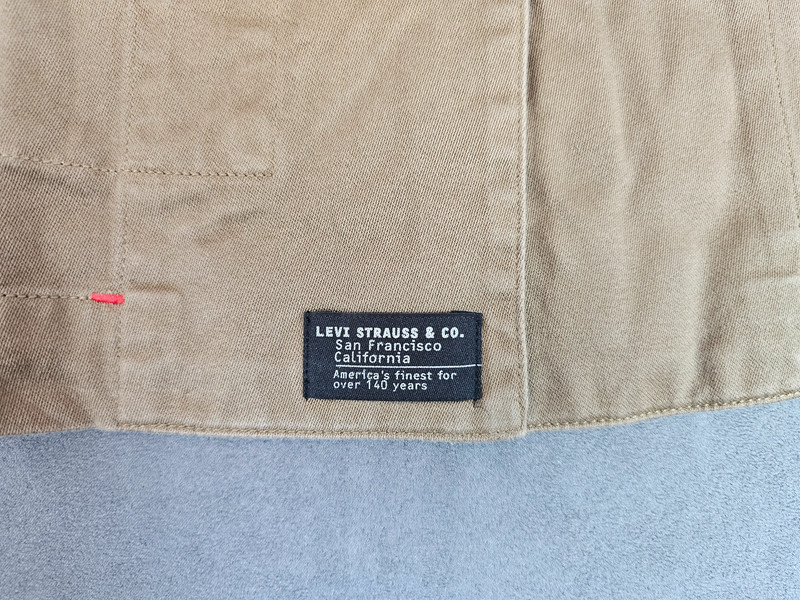 LEVI STRAUSS & CO.
San Francisco
California
America's finest for
over 140 years